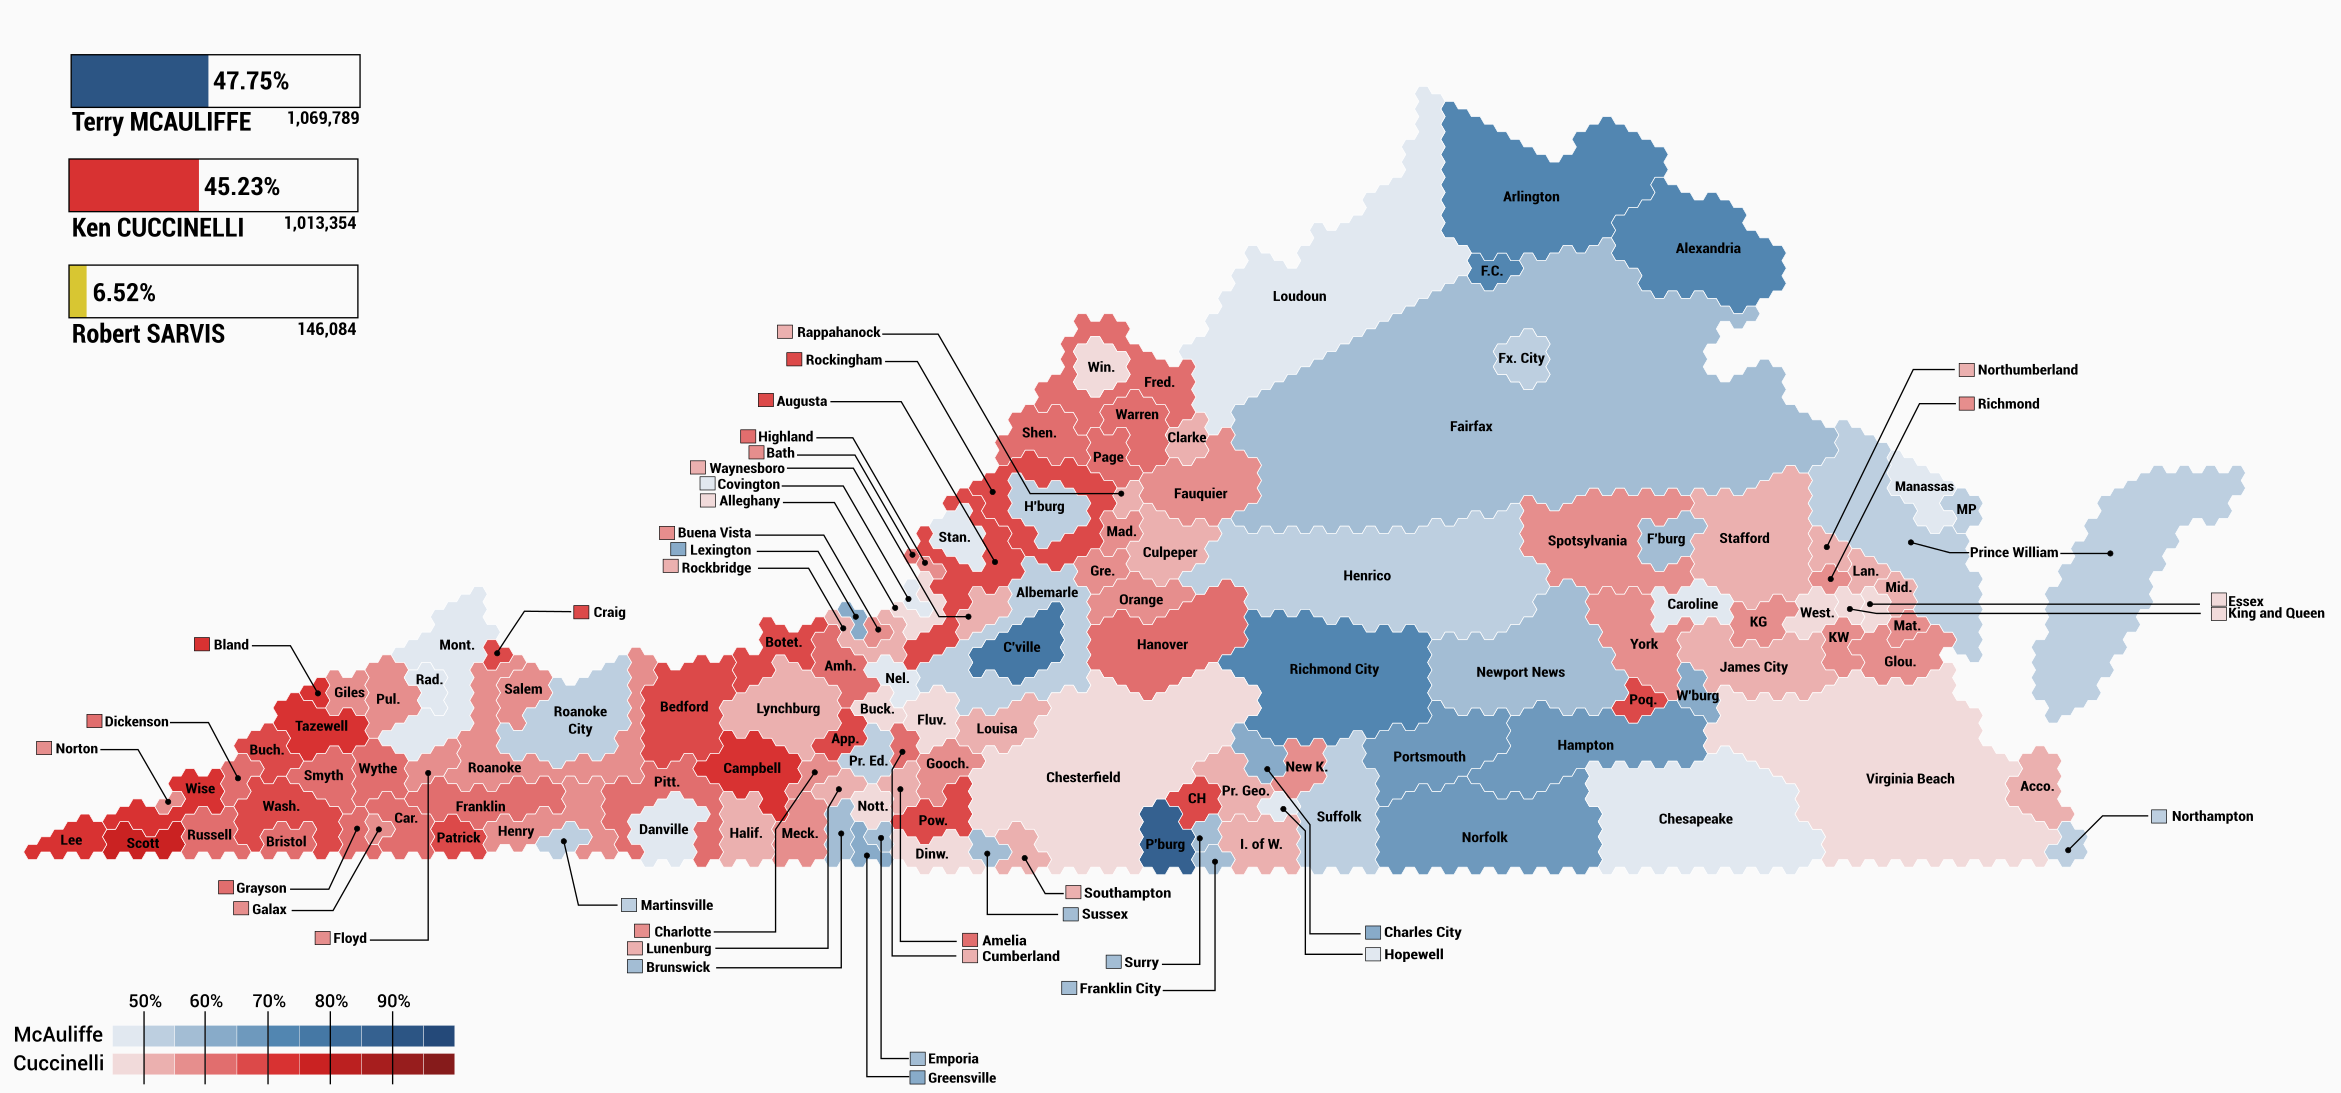 47.75%
Terry MCAULIFFE 1,069,789
45.23%
Ken CUCCINELLI 1,013,354
6.52%
Robert SARVIS 146,084
Arlington
Alexandria
F.C.
Loudoun
Fx. City
Fairfax
Rappahanock
Rockingham
Augusta
Highland
Bath
Waynesboro
Covington
Alleghany
Buena Vista
Lexington
Rockbridge
Win.
Fred.
Warren
Shen.
Clarke
Page
Fauquier
H'burg
Stan.
Mad.
Culpeper
Gre.
Orange
Albemarle
C'ville
Hanover
Henrico
Spotsylvania
F'burg
Stafford
Northumberland
Richmond
Manassas
MP
Prince William
Lan.
Mid.
Essex
King and Queen
Caroline
West.
KG
KW
Mat.
Glou.
York
James City
Poq.
W'burg
Richmond City
Newport News
Portsmouth
Hampton
Norfolk
Suffolk
Chesapeake
Virginia Beach
Acco.
Northampton
Craig
Bland
Mont.
Rad.
Giles
Pul.
Salem
Roanoke
City
Dickenson
Norton
Tazewell
Buch.
Smyth
Wythe
Roanoke
Wise
Wash.
Car.
Franklin
Lee
Scott
Russell
Bristol
Patrick
Henry
Botet.
Amh.
Bedford
Lynchburg
Nel.
Buck.
Fluv.
Louisa
App.
Campbell
Pr. Ed.
Gooch.
Pitt.
Danville
Halif.
Meck.
Nott.
Pow.
Dinw.
Chesterfield
New K.
Pr. Geo.
CH
P'burg
I. of W.
Grayson
Galax
Floyd
Martinsville
Charlotte
Lunenburg
Brunswick
Southampton
Sussex
Amelia
Cumberland
Surry
Franklin City
Charles City
Hopewell
Emporia
Greensville
50% 60% 70% 80% 90%
McAuliffe
Cuccinelli